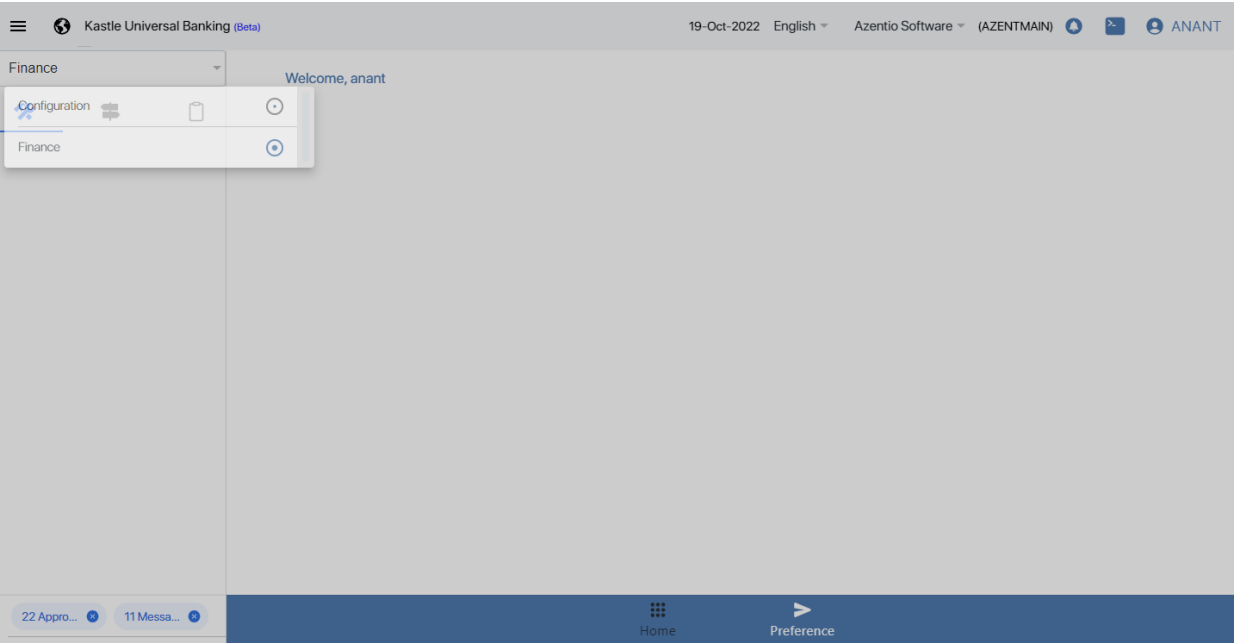 Kastle Universal Banking (Beta)
19-Oct-2022 English Azentio Software (AZENTMAIN) ANANT
Finance
Welcome, anant
Configuration
Finance
22 Appro... 11 Messa...
Home Preference